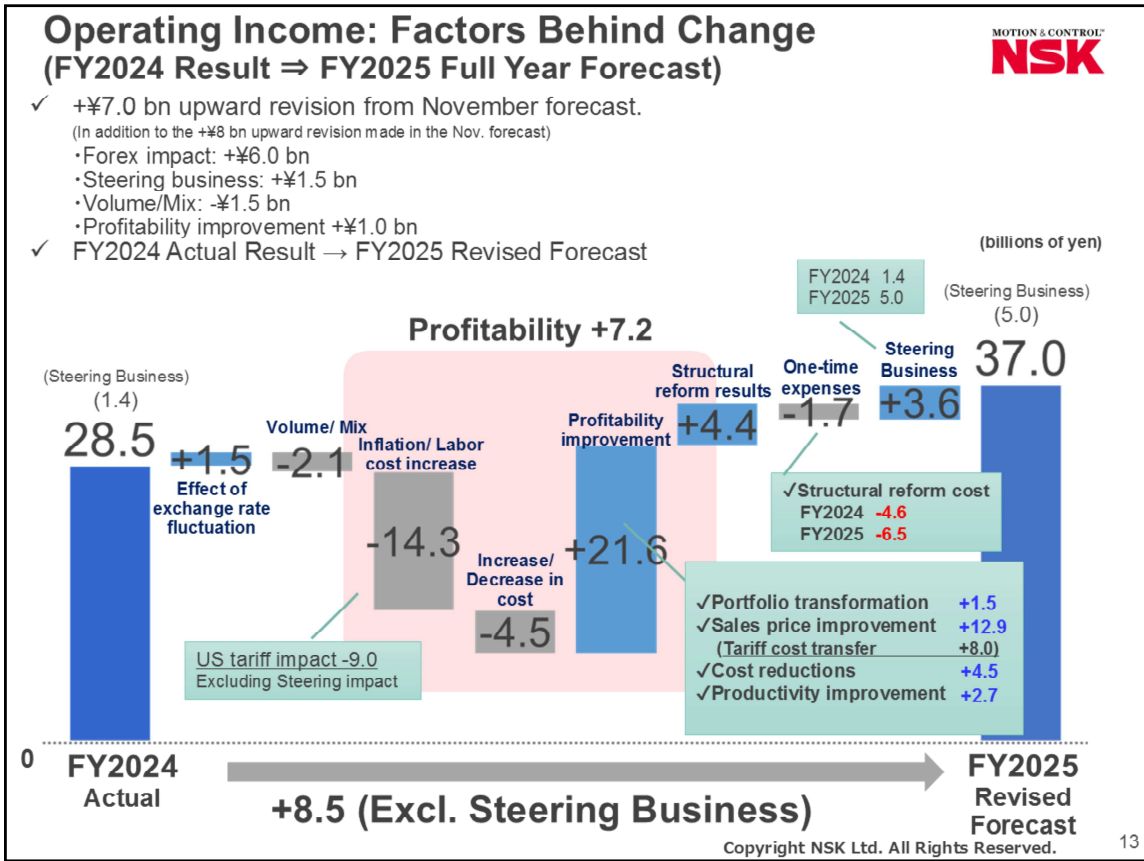 Operating Income: Factors Behind Change
(FY2024 Result ⇒ FY2025 Full Year Forecast)
MOTION & CONTROL™
NSK
✓ +¥7.0 bn upward revision from November forecast.
(In addition to the +¥8 bn upward revision made in the Nov. forecast)
・Forex impact: +¥6.0 bn
・Steering business: +¥1.5 bn
・Volume/Mix: -¥1.5 bn
・Profitability improvement +¥1.0 bn
✓ FY2024 Actual Result → FY2025 Revised Forecast
(billions of yen)
(Steering Business)
(1.4)
28.5
+1.5
Effect of
exchange rate
fluctuation
Volume/ Mix
-2.1
Profitability +7.2
Inflation/ Labor
cost increase
-14.3
US tariff impact -9.0
Excluding Steering impact
Increase/
Decrease in
cost
-4.5
Profitability
improvement
+21.6
✓Portfolio transformation +1.5
✓Sales price improvement +12.9
(Tariff cost transfer +8.0)
✓Cost reductions +4.5
✓Productivity improvement +2.7
Structural
reform results
+4.4
One-time
expenses
-1.7
✓Structural reform cost
FY2024 -4.6
FY2025 -6.5
FY2024 1.4
FY2025 5.0
Steering
Business
+3.6
(Steering Business)
(5.0)
37.0
0
FY2024
Actual
+8.5 (Excl. Steering Business)
FY2025
Revised
Forecast
Copyright NSK Ltd. All Rights Reserved.
13